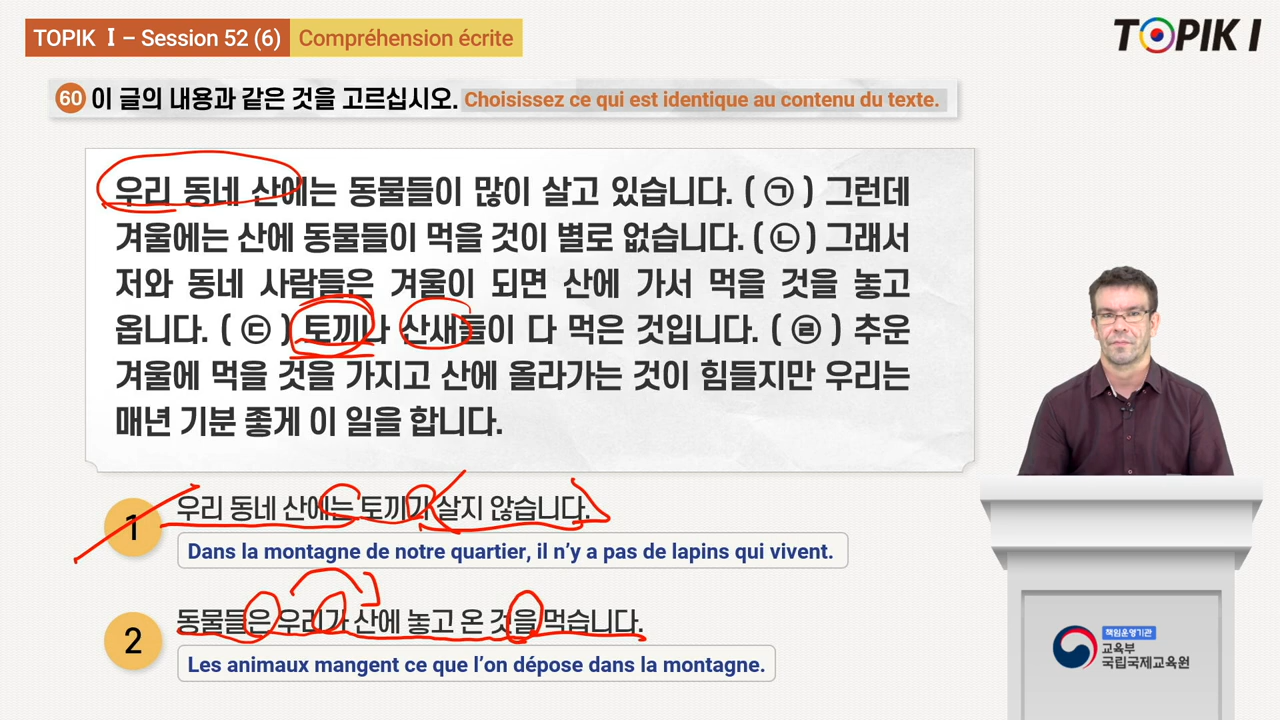 TOPIK I – Session 52 (6) Compréhension écrite
TOPIK I
60 이 글의 내용과 같은 것을 고르십시오. Choisissez ce qui est identique au contenu du texte.
우리 동네 산에는 동물들이 많이 살고 있습니다. ( ㉠ ) 그런데
겨울에는 산에 동물들이 먹을 것이 별로 없습니다. ( ㉡ ) 그래서
저와 동네 사람들은 겨울이 되면 산에 가서 먹을 것을 놓고
옵니다. ( ㉢ ) 토끼나 산새들이 다 먹은 것입니다. ( ㉣ ) 추운
겨울에 먹을 것을 가지고 산에 올라가는 것이 힘들지만 우리는
매년 기분 좋게 이 일을 합니다.
1 우리 동네 산에는 토끼가 살지 않습니다.
Dans la montagne de notre quartier, il n’y a pas de lapins qui vivent.
2 동물들은 우리가 산에 놓고 온 것을 먹습니다.
Les animaux mangent ce que l’on dépose dans la montagne.
책임운영기관
교육부
국립국제교육원